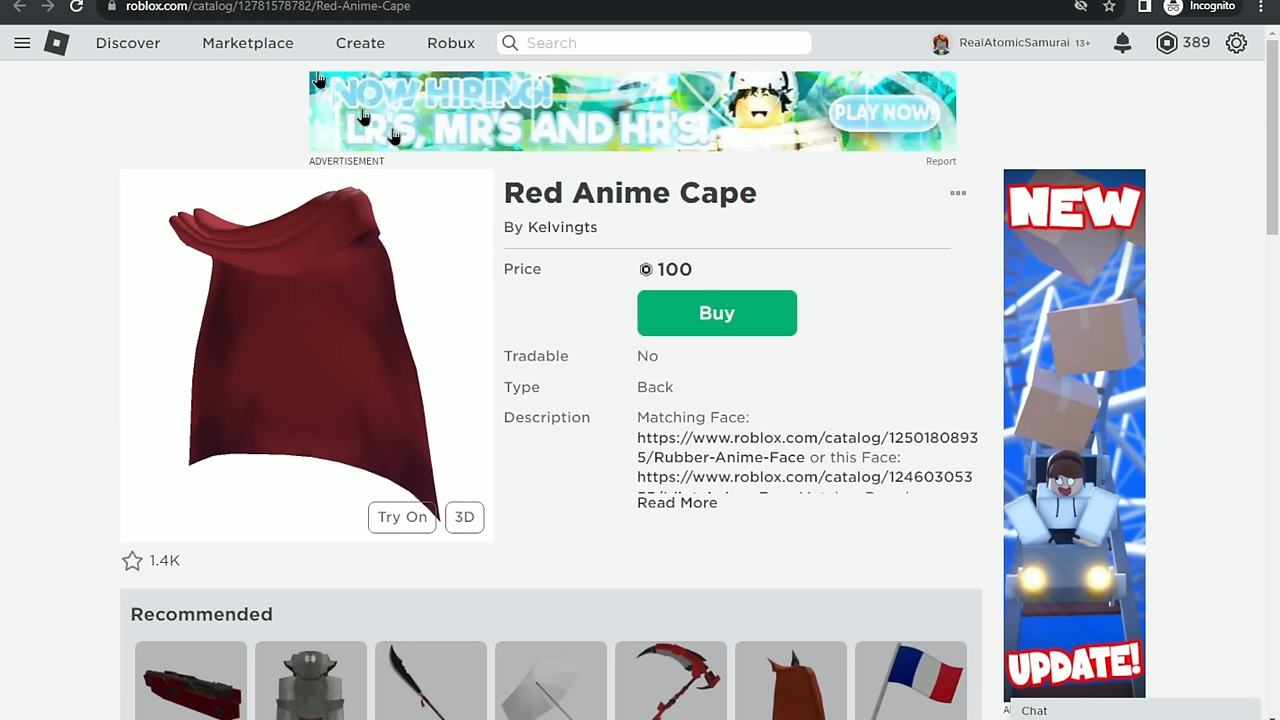 roblox.com/catalog/12781578782/Red-Anime-Cape
Incognito
Discover
Marketplace
Create
Robux
Search
RealAtomicSamurai 13+
389
NOW HIRING!
LR'S, MR'S AND HR'S!
PLAY NOW!
ADVERTISEMENT
Report
Red Anime Cape
By Kelvingts
Price
100
Buy
Tradable
No
Type
Back
Description
Matching Face:
https://www.roblox.com/catalog/1250180893
5/Rubber-Anime-Face or this Face:
https://www.roblox.com/catalog/124603053
Read More
Try On
3D
1.4K
NEW
UPDATE!
Recommended
Chat